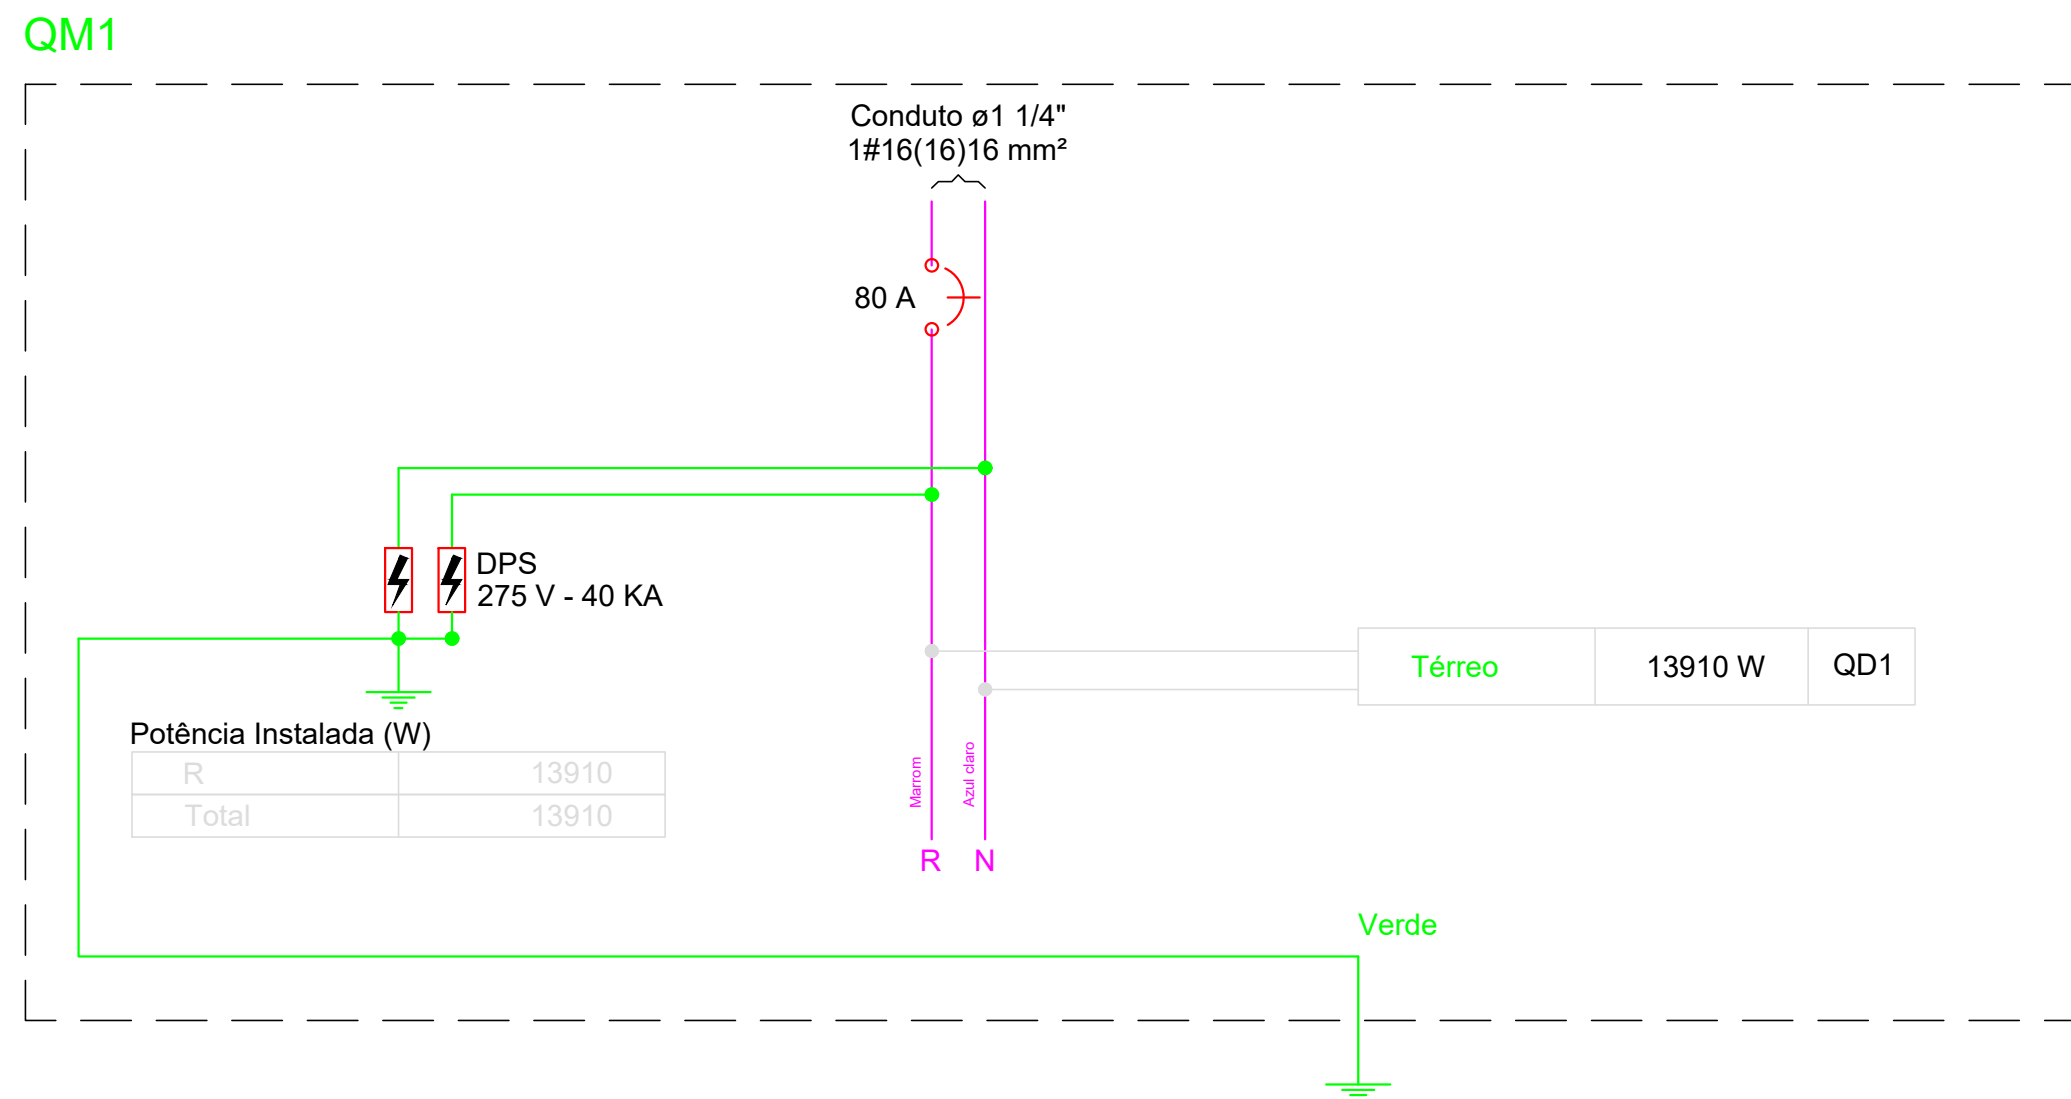 QM1
Conduto ø1 1/4"
1#16(16)16 mm²
80 A
DPS
275 V - 40 KA
Térreo 13910 W QD1
Potência Instalada (W)
R 13910
Total 13910
Marrom
Azul claro
R N
Verde